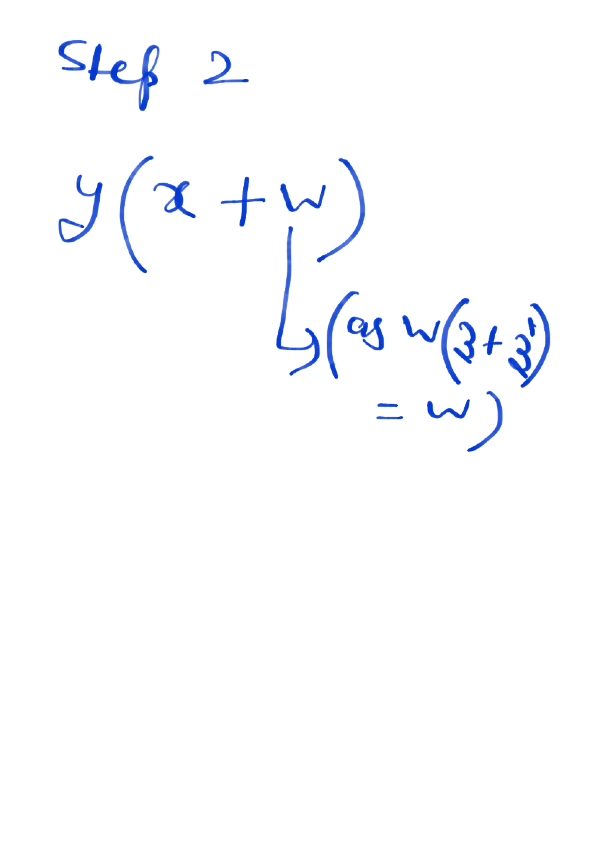 Step 2
y(x + w)
(as w(z + z')
= w)